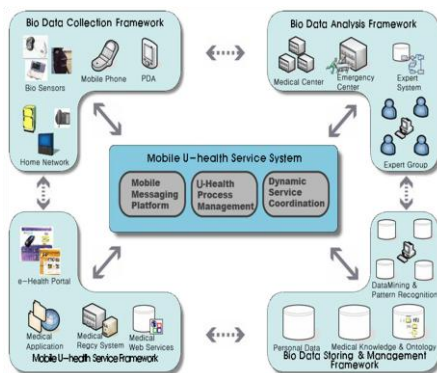 Bio Data Collection Framework
Bio Sensors
Mobile Phone
PDA
Home Network
Bio Data Analysis Framework
Medical Center
Emergency
Center
Expert
System
Expert Group
Mobile U-health Service System
Mobile
Messaging
Platform
U-Health
Process
Management
Dynamic
Service
Coordination
e-Health Portal
Medical
Application
Medical
Regcy System
Medical
Web Services
Mobile U-health Service Framework
DataMining &
Pattern Recognition
Personal Data
Medical Knowledge & Ontology
Bio Data Storing & Management
Framework